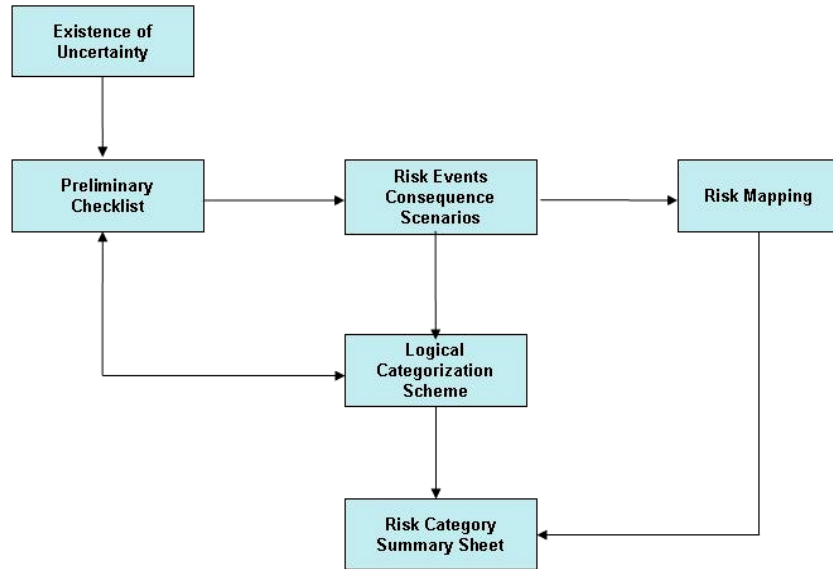 Existence of
Uncertainty
Preliminary
Checklist
Risk Events
Consequence
Scenarios
Risk Mapping
Logical
Categorization
Scheme
Risk Category
Summary Sheet